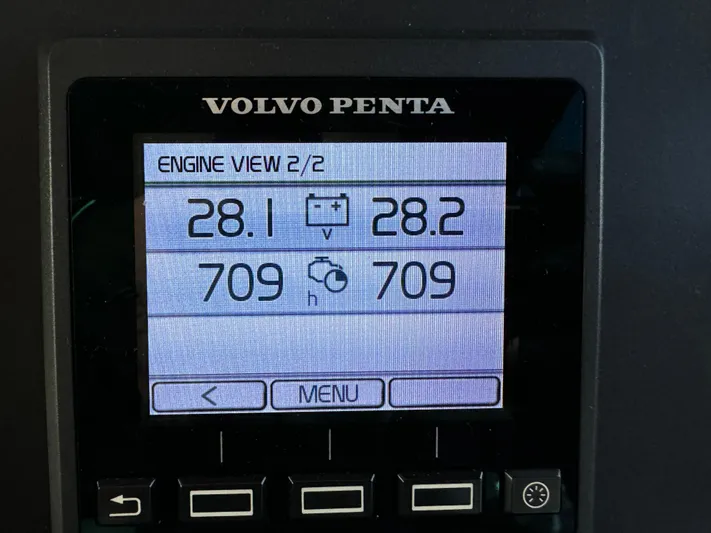 VOLVO PENTA
ENGINE VIEW 2/2
28.1 - + V 28.2
709 h 709
< MENU